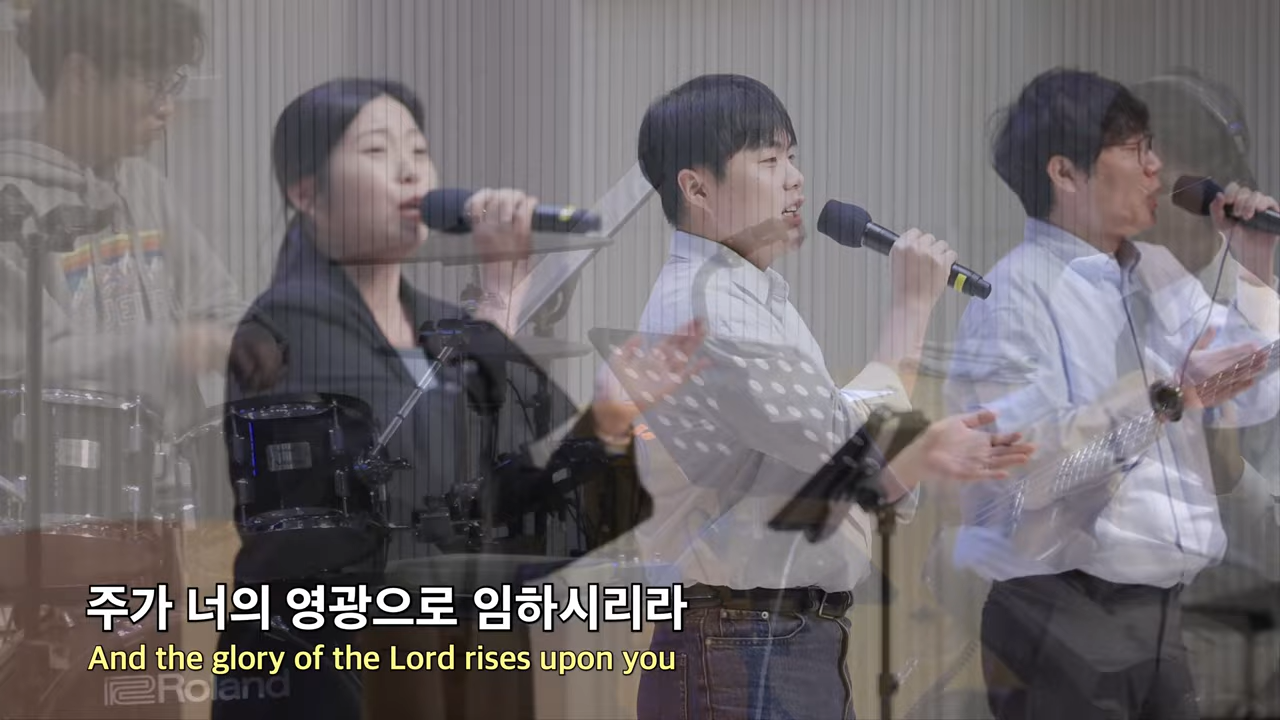 주가 너의 영광으로 임하시리라
And the glory of the Lord rises upon you
Roland